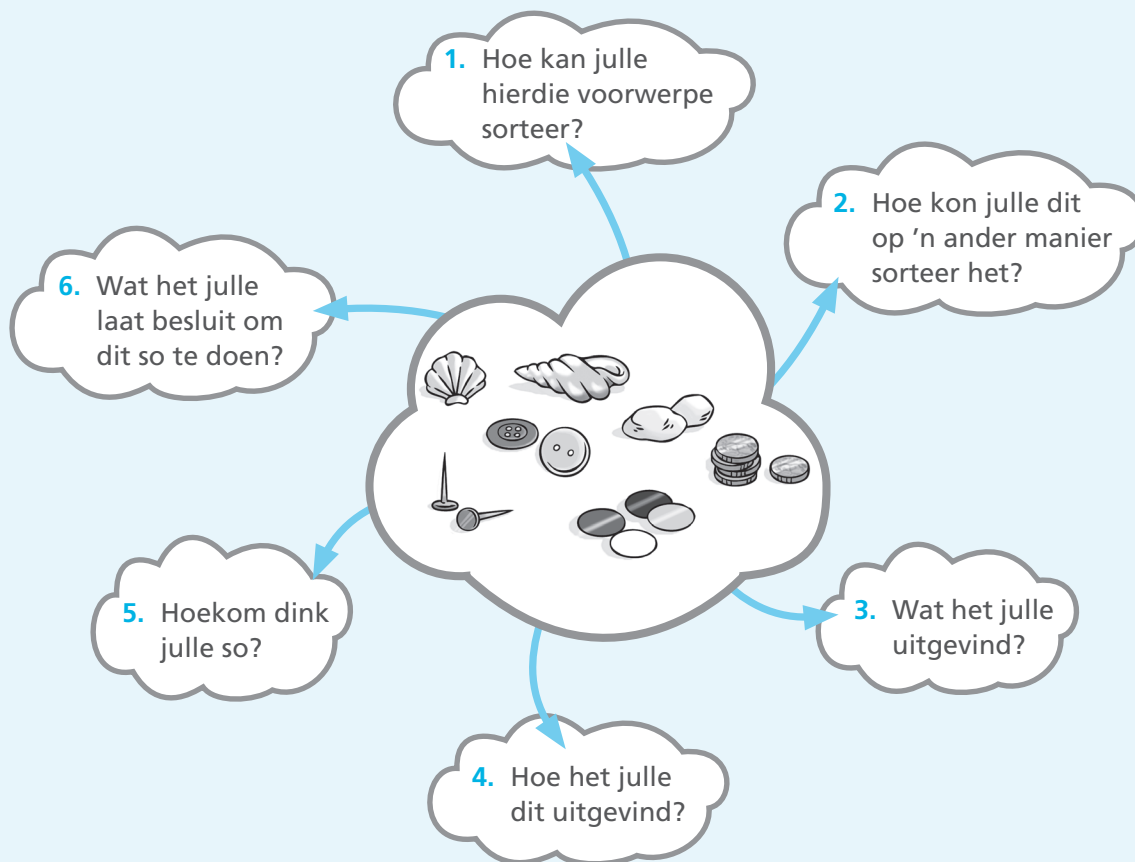 1. Hoe kan julle
hierdie voorwerpe
sorteer?
2. Hoe kon julle dit
op ’n ander manier
sorteer het?
3. Wat het julle
uitgevind?
4. Hoe het julle
dit uitgevind?
5. Hoekom dink
julle so?
6. Wat het julle
laat besluit om
dit so te doen?